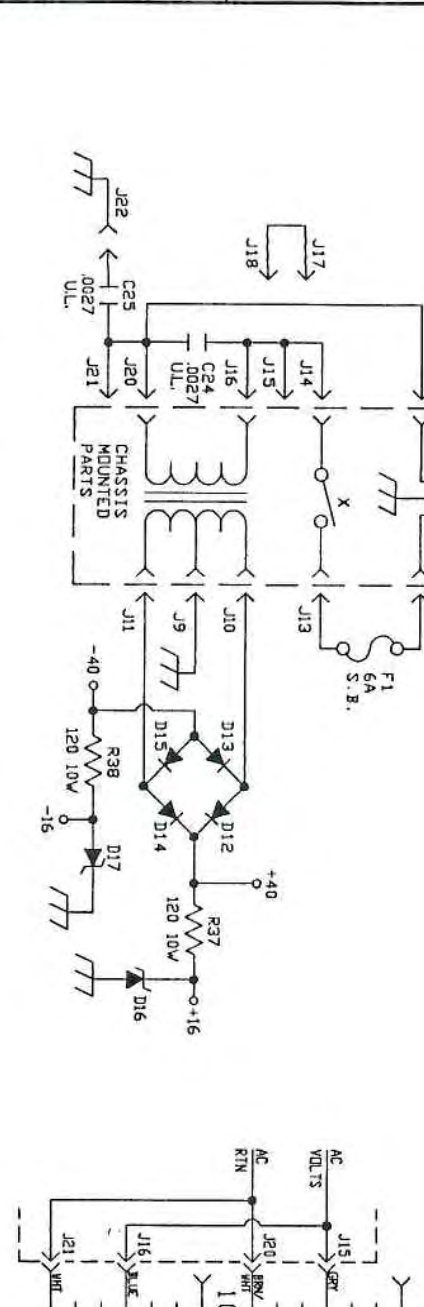 J22
C25
.0027
U.L.
J18
J17
J21
J20
C24
.0027
U.L.
J16
J15
J14
CHASSIS
MOUNTED
PARTS
X
J11
J9
J10
J13
F1
6A
S.B.
-40
R38
120 10W
-16
D17
D15
D13
D14
D12
+40
R37
120 10W
D16
+16
AC
RTN
AC
VOLTS
J21
J16
J20
J15
WHT
BLUE
BRN/
WHT
GRY